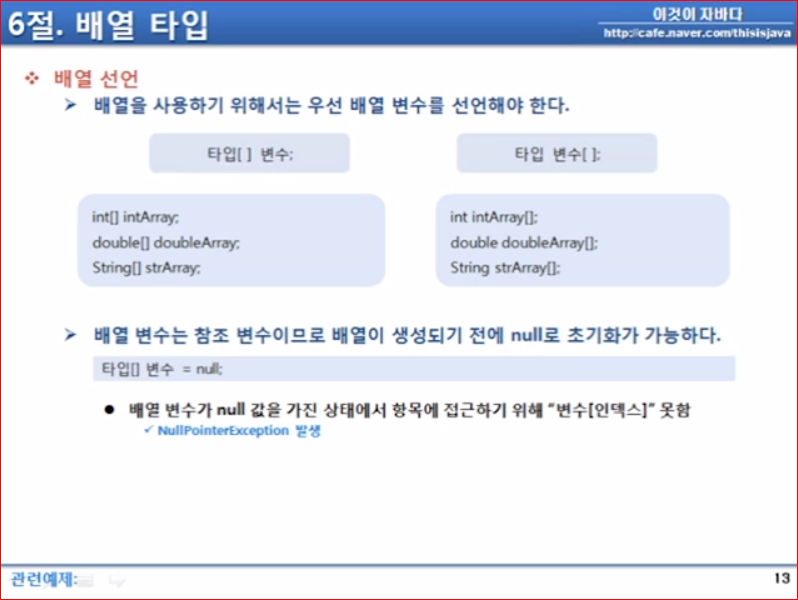 6절. 배열 타입
이것이 자바다
http://cafe.naver.com/thisisjava
배열 선언
배열을 사용하기 위해서는 우선 배열 변수를 선언해야 한다.
타입[ ] 변수;
타입 변수[ ];
int[] intArray;
double[] doubleArray;
String[] strArray;
int intArray[];
double doubleArray[];
String strArray[];
배열 변수는 참조 변수이므로 배열이 생성되기 전에 null로 초기화가 가능하다.
타입[] 변수 = null;
배열 변수가 null 값을 가진 상태에서 항목에 접근하기 위해 “변수[인덱스]” 못함
NullPointerException 발생
관련예제:
13